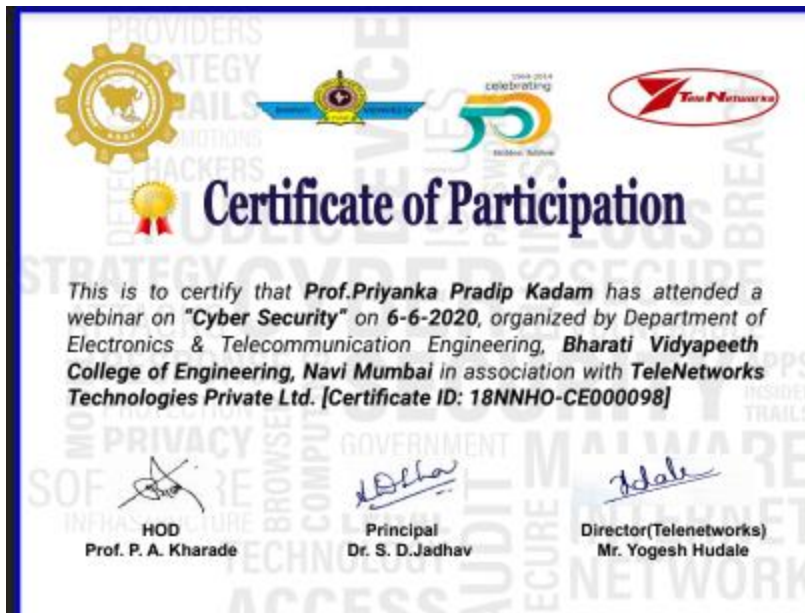 1964-2014
celebrating
TeleNetworks
Certificate of Participation
This is to certify that Prof.Priyanka Pradip Kadam has attended a
webinar on "Cyber Security" on 6-6-2020, organized by Department of
Electronics & Telecommunication Engineering, Bharati Vidyapeeth
College of Engineering, Navi Mumbai in association with TeleNetworks
Technologies Private Ltd. [Certificate ID: 18NNHO-CE000098]
HOD
Prof. P. A. Kharade
Principal
Dr. S. D.Jadhav
Director(Telenetworks)
Mr. Yogesh Hudale